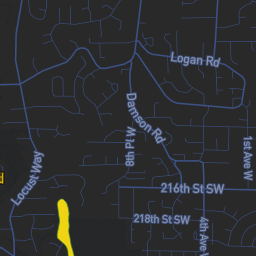 Logan Rd
Damson Rd
8th Pl W
1st Ave W
Locust Way
d
216th St SW
218th St SW
4th Ave W